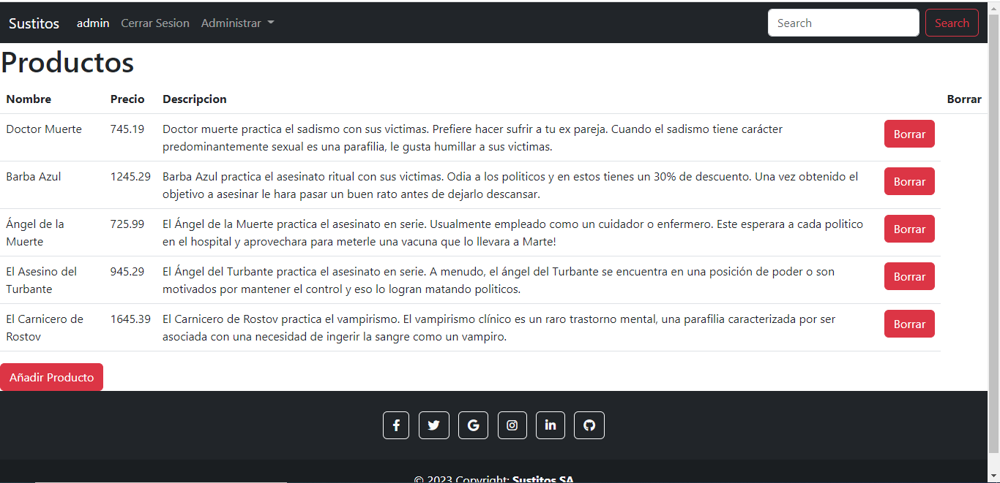 Sustitos admin Cerrar Sesion Administrar Search Search
Productos
Nombre Precio Descripcion Borrar
Doctor Muerte 745.19 Doctor muerte practica el sadismo con sus victimas. Prefiere hacer sufrir a tu ex pareja. Cuando el sadismo tiene carácter Borrar
predominantemente sexual es una parafilia, le gusta humillar a sus victimas.
Barba Azul 1245.29 Barba Azul practica el asesinato ritual con sus victimas. Odia a los politicos y en estos tienes un 30% de descuento. Una vez obtenido el Borrar
objetivo a asesinar le hara pasar un buen rato antes de dejarlo descansar.
Ángel de la 725.99 El Ángel de la Muerte practica el asesinato en serie. Usualmente empleado como un cuidador o enfermero. Este esperara a cada politico Borrar
Muerte en el hospital y aprovechara para meterle una vacuna que lo llevara a Marte!
El Asesino del 945.29 El Ángel del Turbante practica el asesinato en serie. A menudo, el ángel del Turbante se encuentra en una posición de poder o son Borrar
Turbante motivados por mantener el control y eso lo logran matando politicos.
El Carnicero de 1645.39 El Carnicero de Rostov practica el vampirismo. El vampirismo clínico es un raro trastorno mental, una parafilia caracterizada por ser Borrar
Rostov asociada con una necesidad de ingerir la sangre como un vampiro.
Añadir Producto
© 2023 Copyright: Sustitos SA